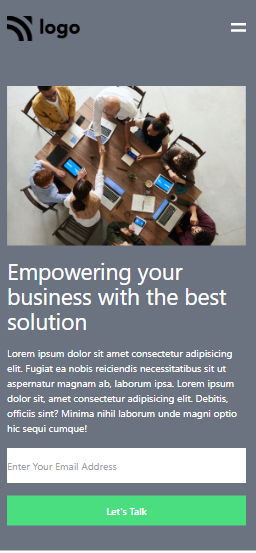 logo
Empowering your
business with the best
solution
Lorem ipsum dolor sit amet consectetur adipisicing
elit. Fugiat ea nobis reiciendis necessitatibus sit ut
aspernatur magnam ab, laborum ipsa. Lorem ipsum
dolor sit amet consectetur adipisicing elit. Debitis,
officiis sint? Minima nihil laborum unde magni optio
hic sequi cumque!
Enter Your Email Address
Let's Talk